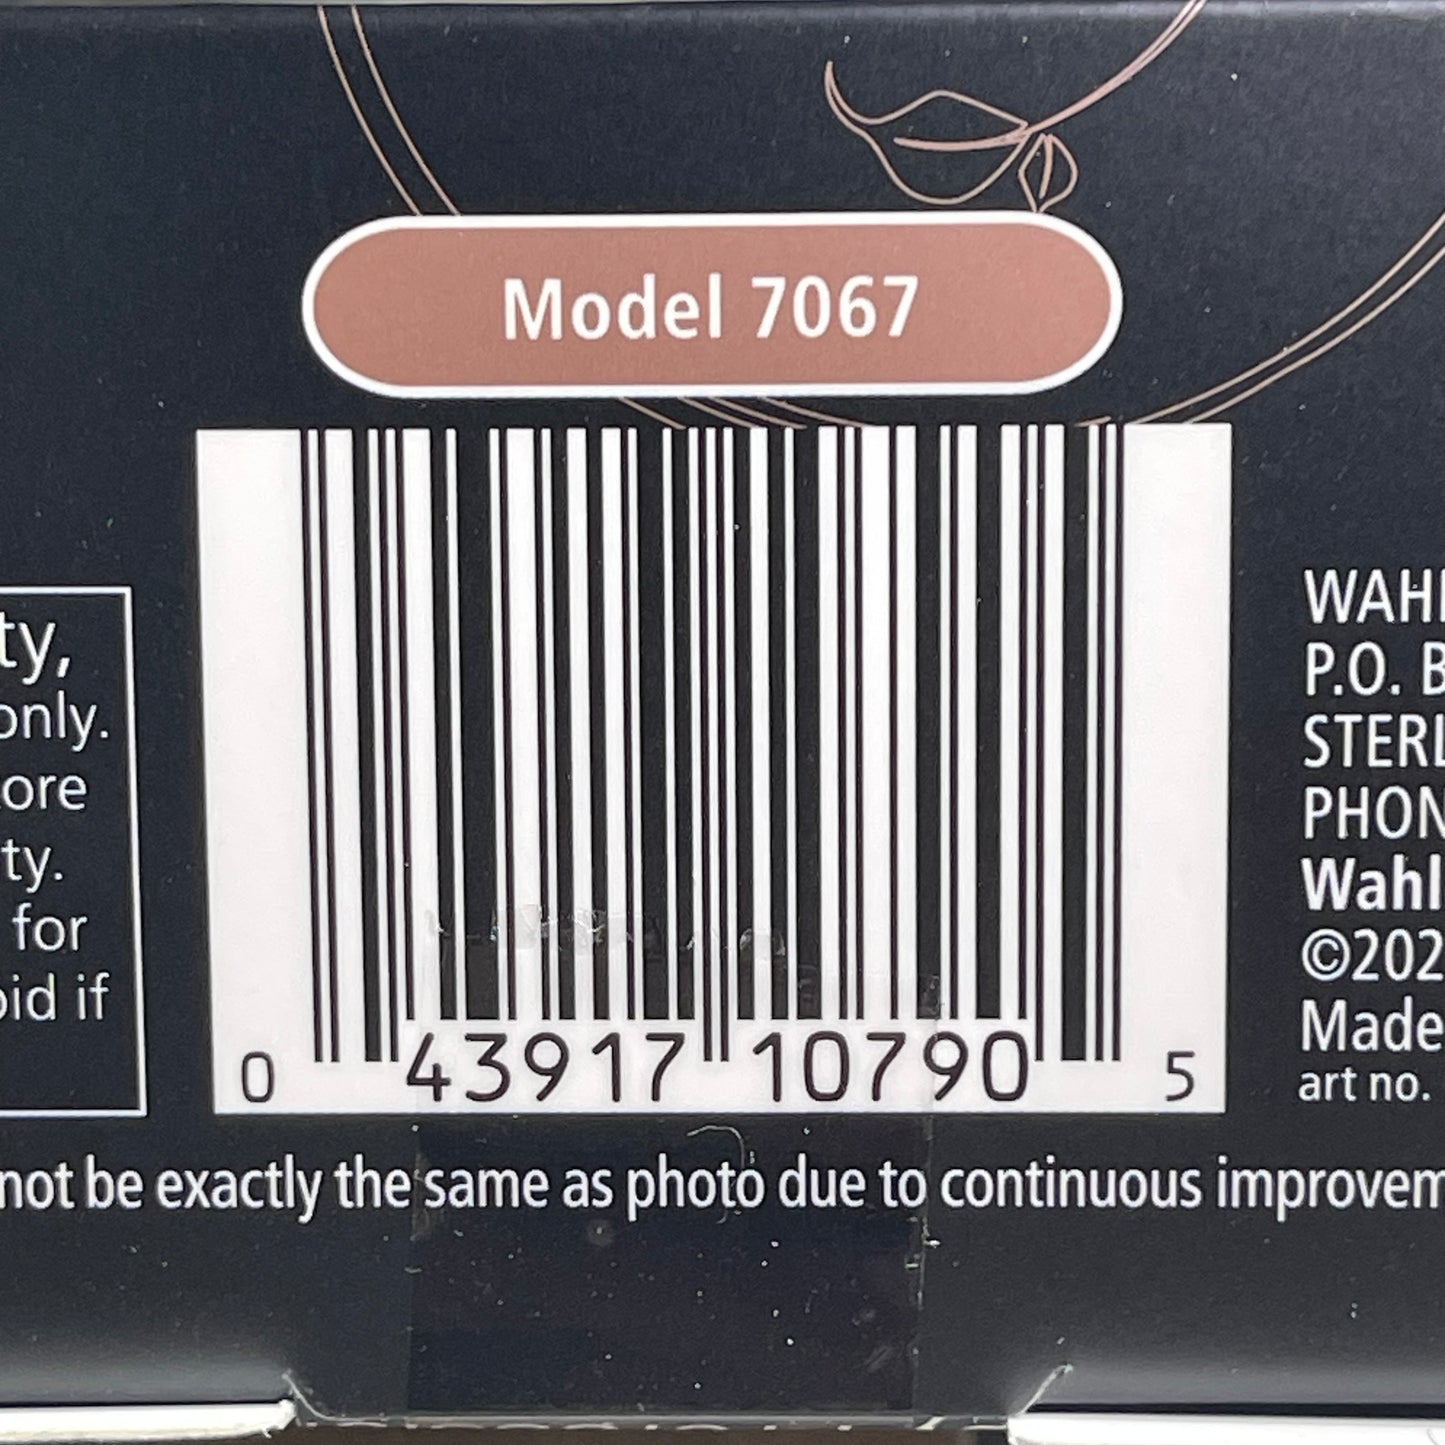 Model 7067
ty,
only.
ore
ty.
for
oid if
0 43917 10790 5
WAHL
P.O. B
STERL
PHON
Wahl
©202
Made
art no.
not be exactly the same as photo due to continuous improvem